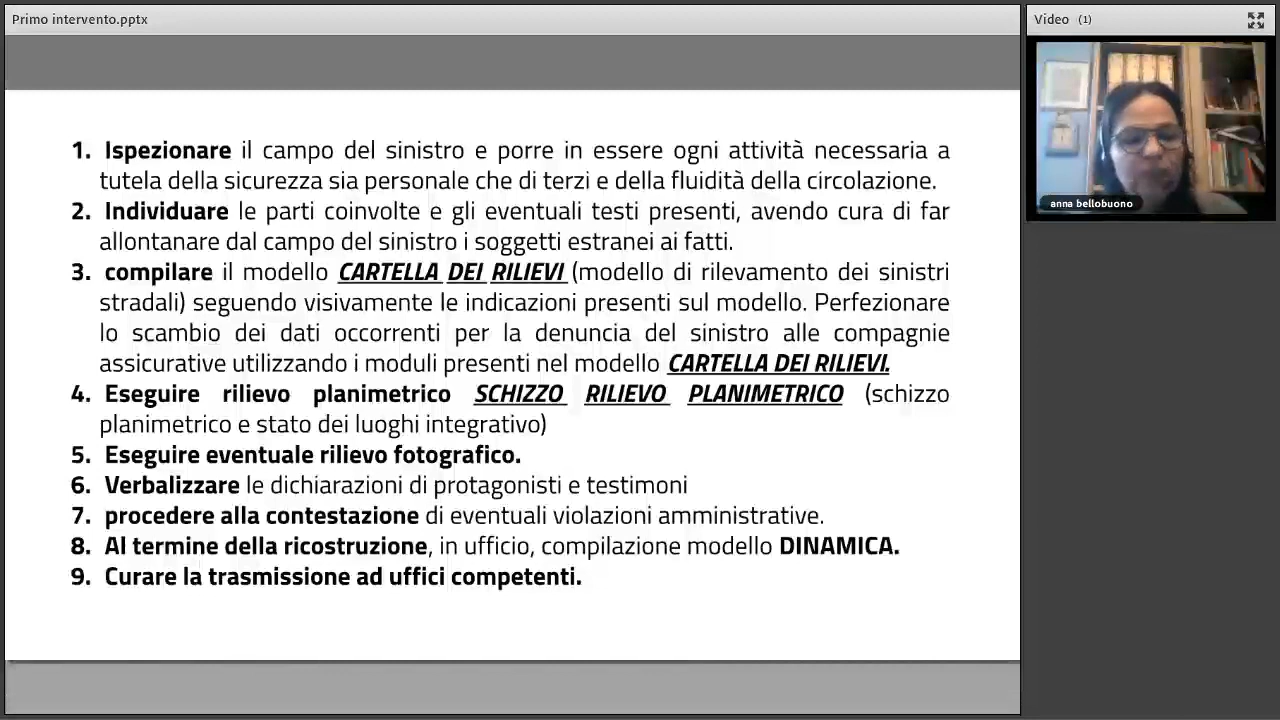 Primo intervento.pptx
Video (1)
1. Ispezionare il campo del sinistro e porre in essere ogni attività necessaria a
tutela della sicurezza sia personale che di terzi e della fluidità della circolazione.
2. Individuare le parti coinvolte e gli eventuali testi presenti, avendo cura di far
allontanare dal campo del sinistro i soggetti estranei ai fatti.
3. compilare il modello CARTELLA DEI RILIEVI (modello di rilevamento dei sinistri
stradali) seguendo visivamente le indicazioni presenti sul modello. Perfezionare
lo scambio dei dati occorrenti per la denuncia del sinistro alle compagnie
assicurative utilizzando i moduli presenti nel modello CARTELLA DEI RILIEVI.
4. Eseguire rilievo planimetrico SCHIZZO RILIEVO PLANIMETRICO (schizzo
planimetrico e stato dei luoghi integrativo)
5. Eseguire eventuale rilievo fotografico.
6. Verbalizzare le dichiarazioni di protagonisti e testimoni
7. procedere alla contestazione di eventuali violazioni amministrative.
8. Al termine della ricostruzione, in ufficio, compilazione modello DINAMICA.
9. Curare la trasmissione ad uffici competenti.
anna bellobuono